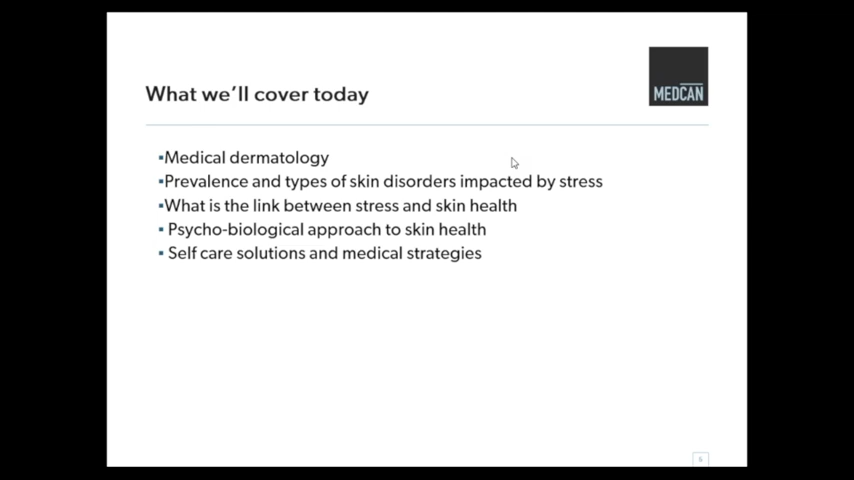 What we'll cover today
MEDCAN
▪Medical dermatology
▪Prevalence and types of skin disorders impacted by stress
▪What is the link between stress and skin health
▪ Psycho-biological approach to skin health
▪ Self care solutions and medical strategies